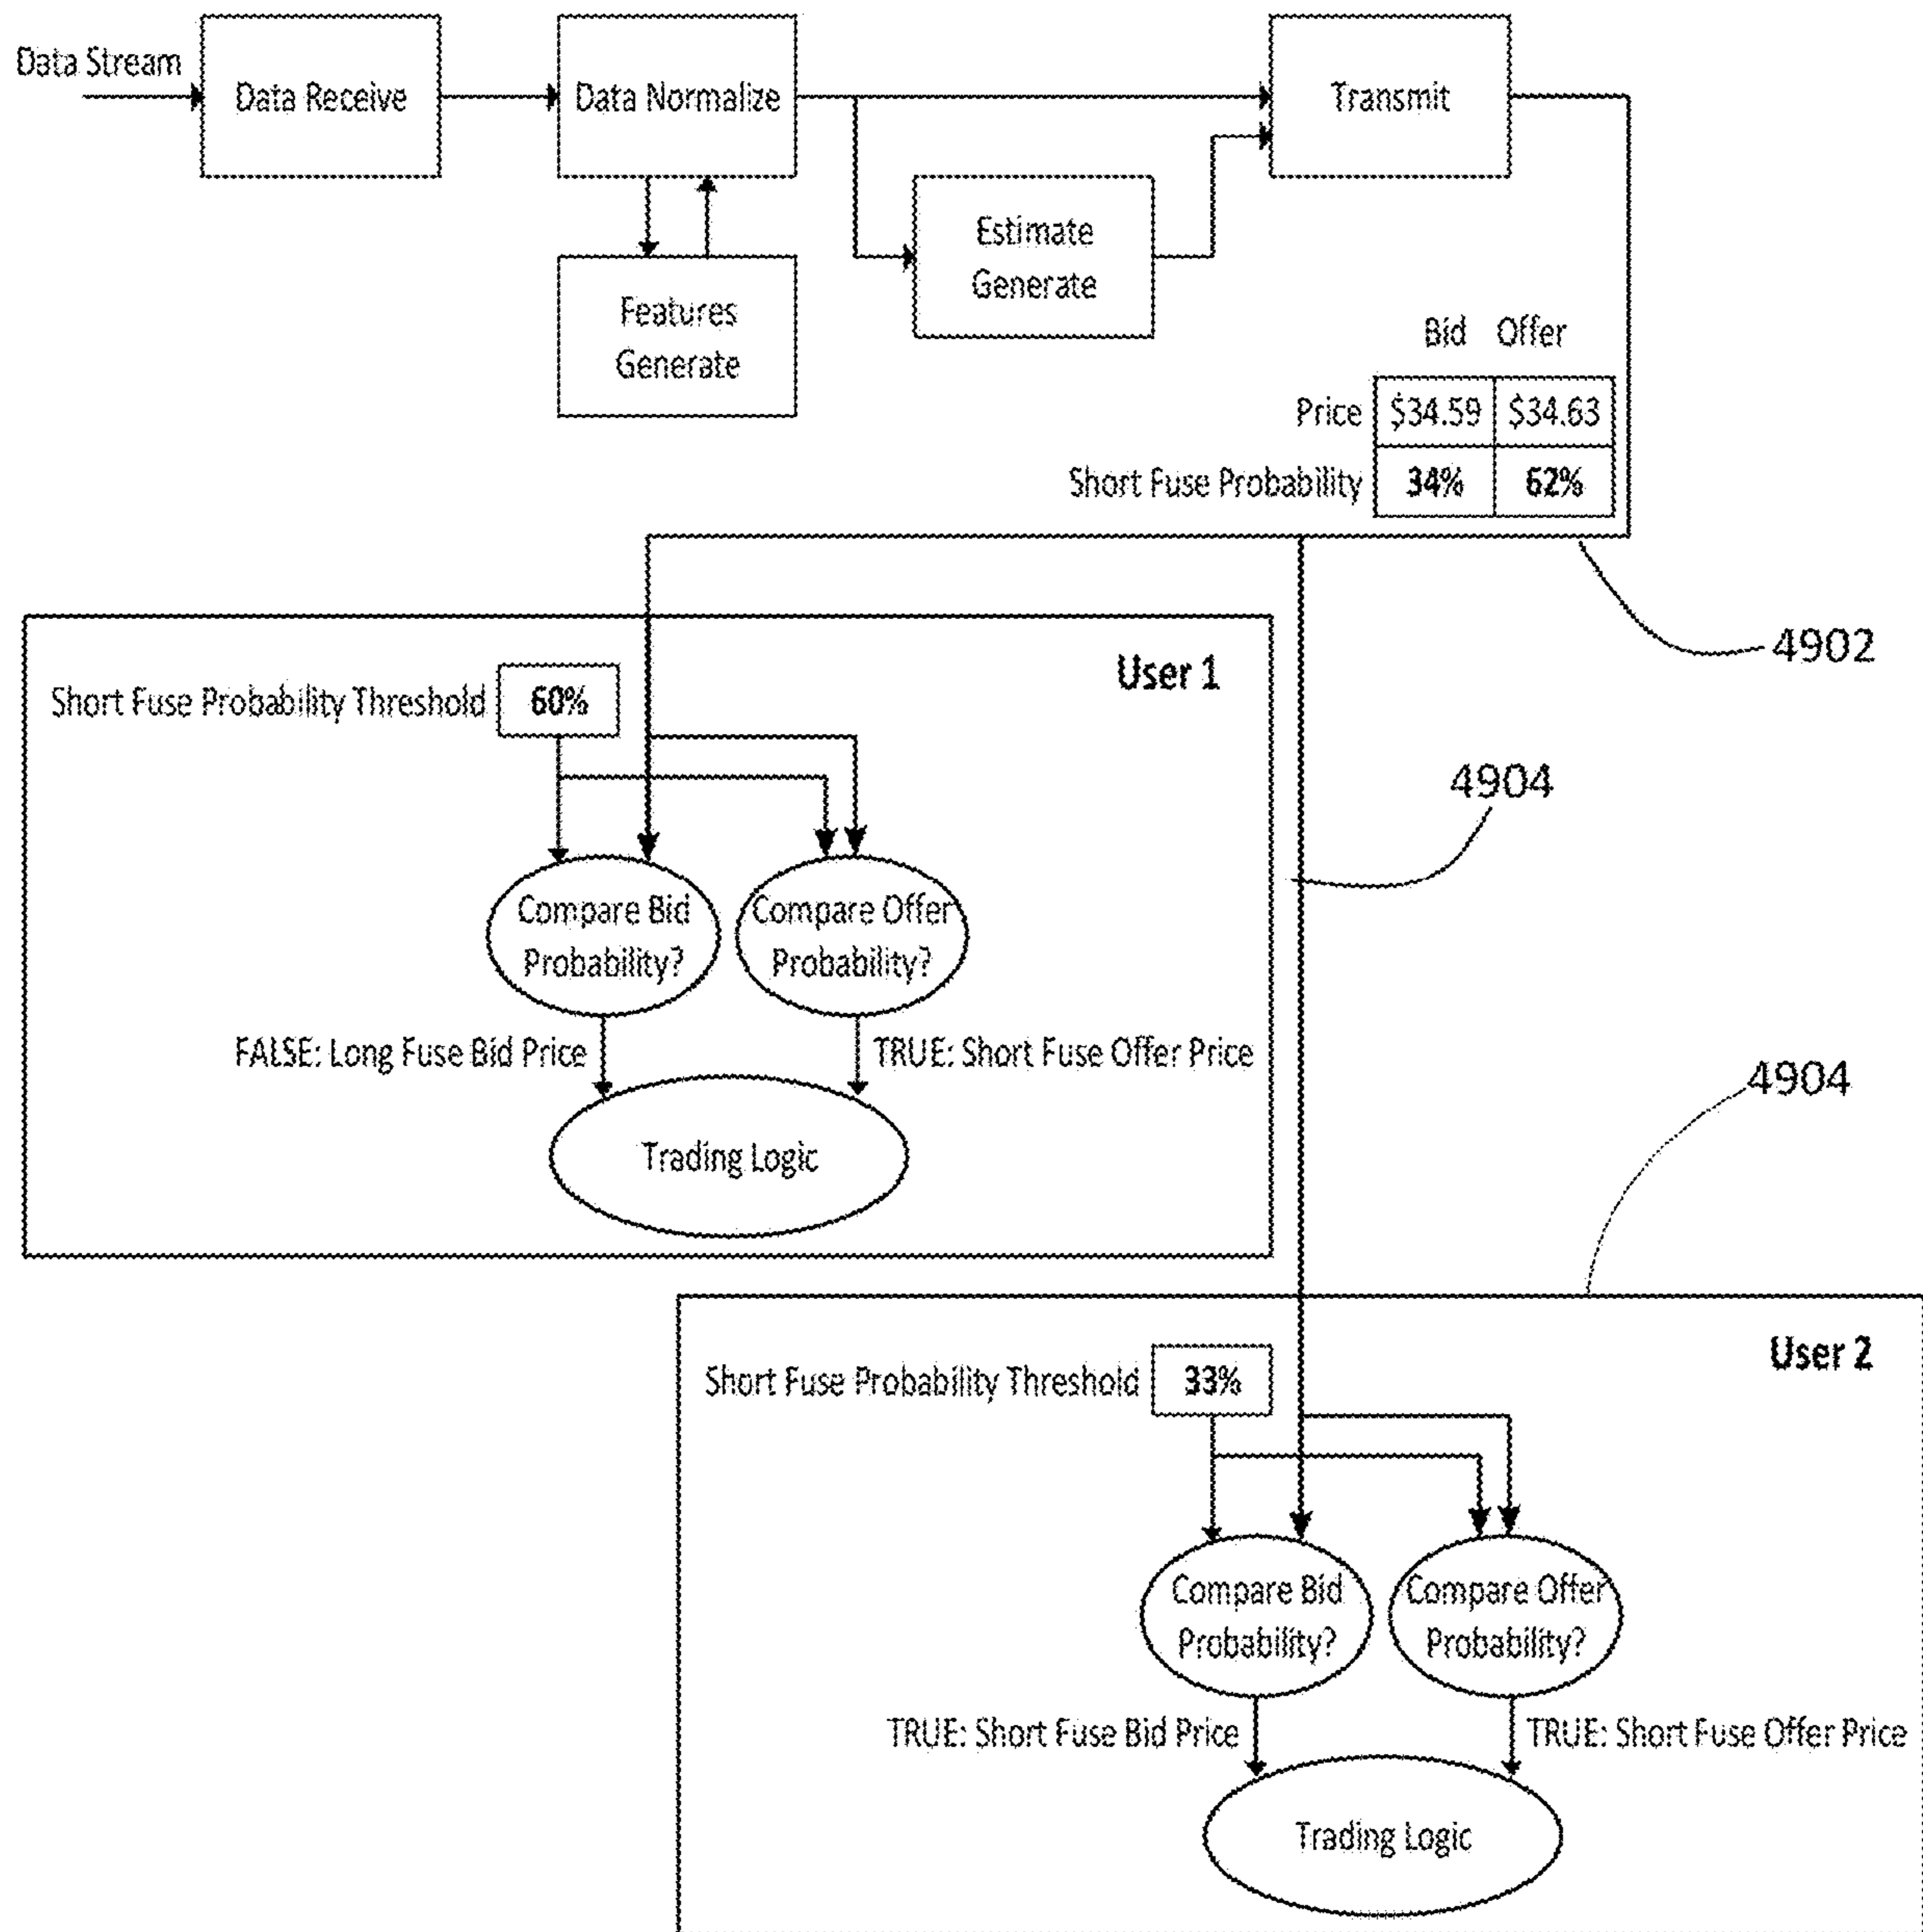 Data Stream
Data Receive
Data Normalize
Transmit
Estimate
Generate
Features
Generate
Bid Offer
Price $34.59 $34.63
Short Fuse Probability 34% 62%
4902
User 1
Short Fuse Probability Threshold 60%
4904
Compare Bid
Probability?
Compare Offer
Probability?
FALSE: Long Fuse Bid Price
TRUE: Short Fuse Offer Price
Trading Logic
4904
User 2
Short Fuse Probability Threshold 33%
Compare Bid
Probability?
Compare Offer
Probability?
TRUE: Short Fuse Bid Price
TRUE: Short Fuse Offer Price
Trading Logic